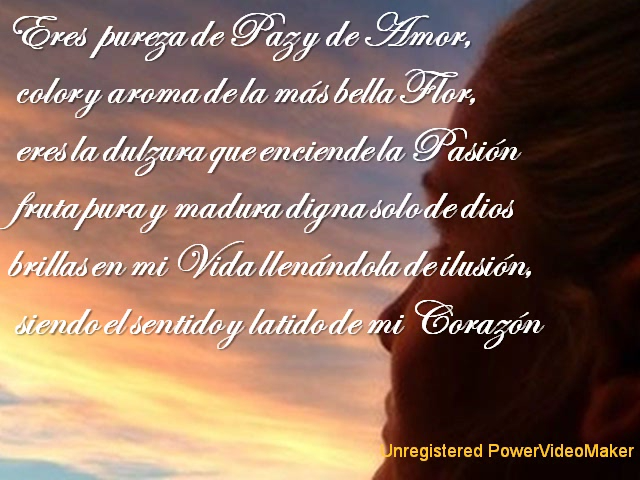 Eres pureza de Paz y de Amor,
color y aroma de la más bella Flor,
eres la dulzura que enciende la Pasión
fruta pura y madura digna solo de dios
brillas en mi Vida llenándola de ilusión,
siendo el sentido y latido de mi Corazón
Unregistered PowerVideoMaker